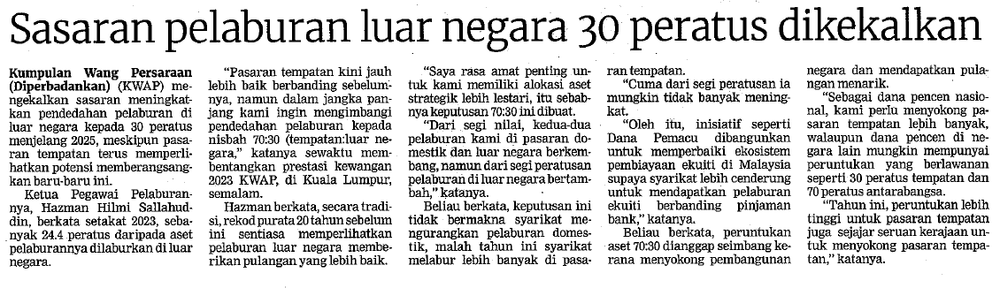 Sasaran pelaburan luar negara 30 peratus dikekalkan
Kumpulan Wang Persaraan
(Diperbadankan) (KWAP) me-
ngekalkan sasaran meningkat-
kan pendedahan pelaburan di
luar negara kepada 30 peratus
menjelang 2025, meskipun pasa-
ran tempatan terus memperli-
hatkan potensi memberangsang-
kan baru-baru ini.
Ketua Pegawai Pelaburan-
nya, Hazman Hilmi Sallahud-
din, berkata setakat 2023, seba-
nyak 24.4 peratus daripada aset
pelaburannya dilaburkan di luar
negara.
"Pasaran tempatan kini jauh
lebih baik berbanding sebelum-
nya, namun dalam jangka pan-
jang kami ingin mengimbangi
pendedahan pelaburan kepada
nisbah 70:30 (tempatan:luar ne-
gara," katanya sewaktu mem-
bentangkan prestasi kewangan
2023 KWAP, di Kuala Lumpur,
semalam.
Hazman berkata, secara tradi-
si, rekod purata 20 tahun sebelum
ini sentiasa memperlihatkan
pelaburan luar negara membe-
rikan pulangan yang lebih baik.
"Saya rasa amat penting un-
tuk kami memiliki alokasi aset
strategik lebih lestari, itu sebab-
nya keputusan 70:30 ini dibuat.
"Dari segi nilai, kedua-dua
pelaburan kami di pasaran do-
mestik dan luar negara berkem-
bang, namun dari segi peratusan
pelaburan di luar negara bertam-
bah," katanya.
Beliau berkata, keputusan ini
tidak bermakna syarikat me-
ngurangkan pelaburan domes-
tik, malah tahun ini syarikat
melabur lebih banyak di pasa-
ran tempatan.
"Cuma dari segi peratusan ia
mungkin tidak banyak mening-
kat.
"Oleh itu, inisiatif seperti
Dana Pemacu dibangunkan
untuk memperbaiki ekosistem
pembiayaan ekuiti di Malaysia
supaya syarikat lebih cenderung
untuk mendapatkan pelaburan
ekuiti berbanding pinjaman
bank," katanya.
Beliau berkata, peruntukan
aset 70:30 dianggap seimbang ke-
rana menyokong pembangunan
negara dan mendapatkan pula-
ngan menarik.
"Sebagai dana pencen nasio-
nal, kami perlu menyokong pa-
saran tempatan lebih banyak,
walaupun dana pencen di ne-
gara lain mungkin mempunyai
peruntukan yang berlawanan
seperti 30 peratus tempatan dan
70 peratus antarabangsa.
"Tahun ini, peruntukan lebih
tinggi untuk pasaran tempatan
juga sejajar seruan kerajaan un-
tuk menyokong pasaran tempa-
tan," katanya.